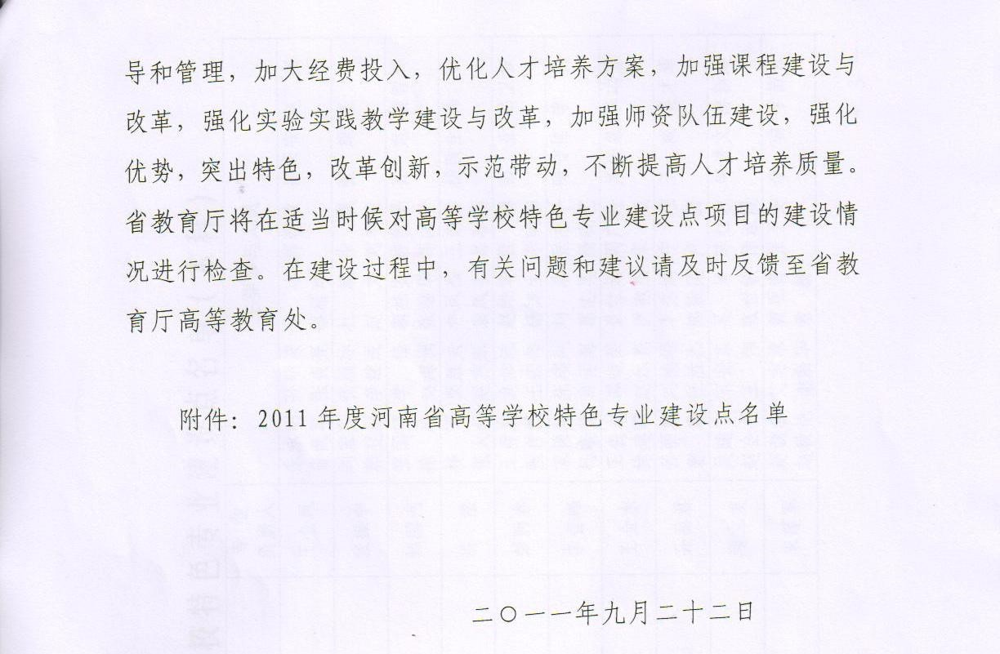 导和管理，加大经费投入，优化人才培养方案，加强课程建设与
改革，强化实验实践教学建设与改革，加强师资队伍建设，强化
优势，突出特色，改革创新，示范带动，不断提高人才培养质量。
省教育厅将在适当时候对高等学校特色专业建设点项目的建设情
况进行检查。在建设过程中，有关问题和建议请及时反馈至省教
育厅高等教育处。
附件：2011年度河南省高等学校特色专业建设点名单
二〇一一年九月二十二日